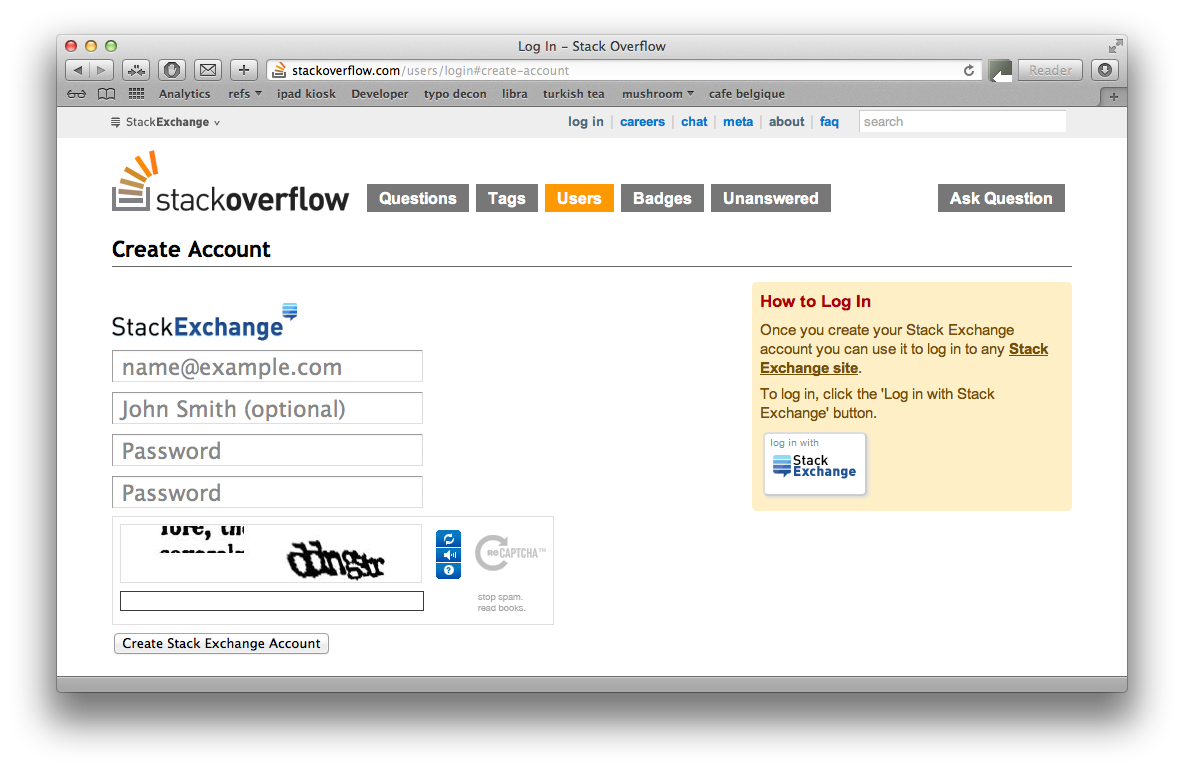 Log In – Stack Overflow
stackoverflow.com/users/login#create-account
Reader
Analytics refs ipad kiosk Developer typo decon libra turkish tea mushroom cafe belgique
StackExchange
log in | careers | chat | meta | about | faq
search
stackoverflow
Questions Tags Users Badges Unanswered Ask Question
Create Account
StackExchange
name@example.com
John Smith (optional)
Password
Password
reCAPTCHA™
stop spam.
read books.
Create Stack Exchange Account
How to Log In
Once you create your Stack Exchange
account you can use it to log in to any Stack
Exchange site.
To log in, click the 'Log in with Stack
Exchange' button.
log in with
Stack
Exchange